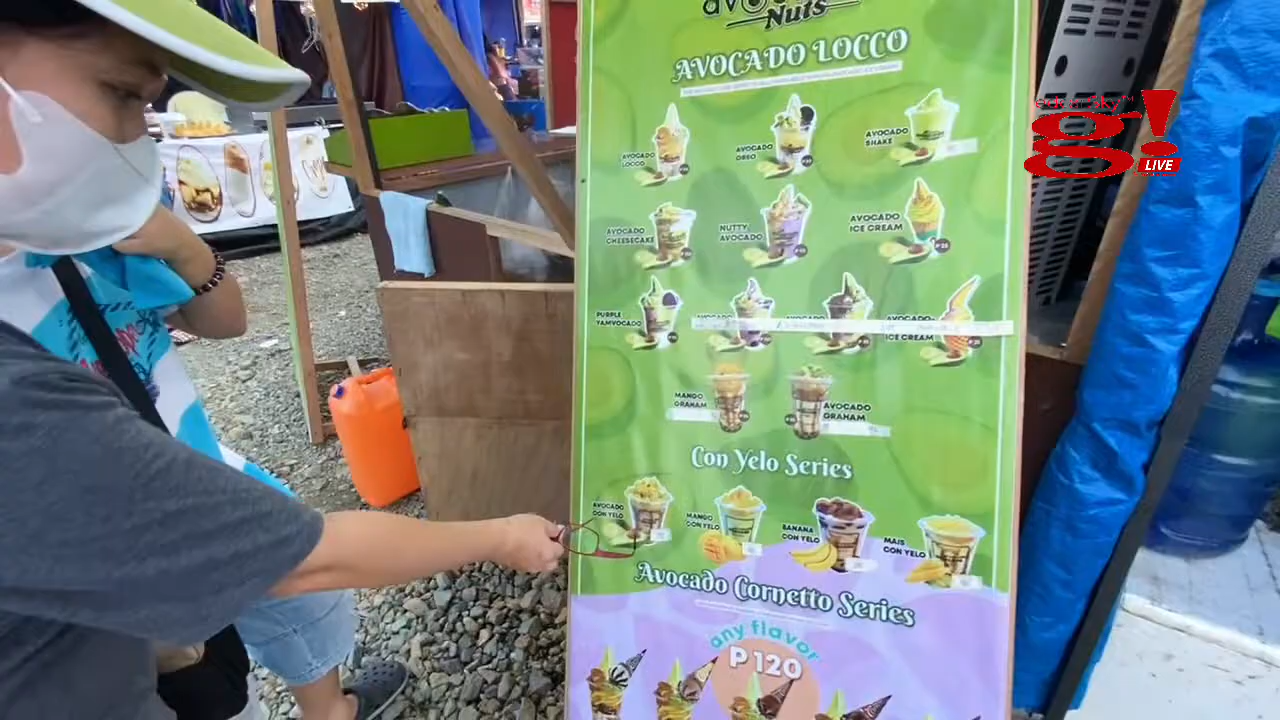 Nuts
AVOCADO LOCCO
AVOCADO
LOCCO
AVOCADO
OREO
AVOCADO
SHAKE
AVOCADO
CHEESECAKE
NUTTY
AVOCADO
AVOCADO
ICE CREAM
PURPLE
YAMVOCADO
ICE CREAM
MANGO
GRAHAM
AVOCADO
GRAHAM
Con Yelo Series
AVOCADO
CON YELO
MANGO
CON YELO
BANANA
CON YELO
MAIS
CON YELO
Avocado Cornetto Series
any flavor
P 120
g!
LIVE